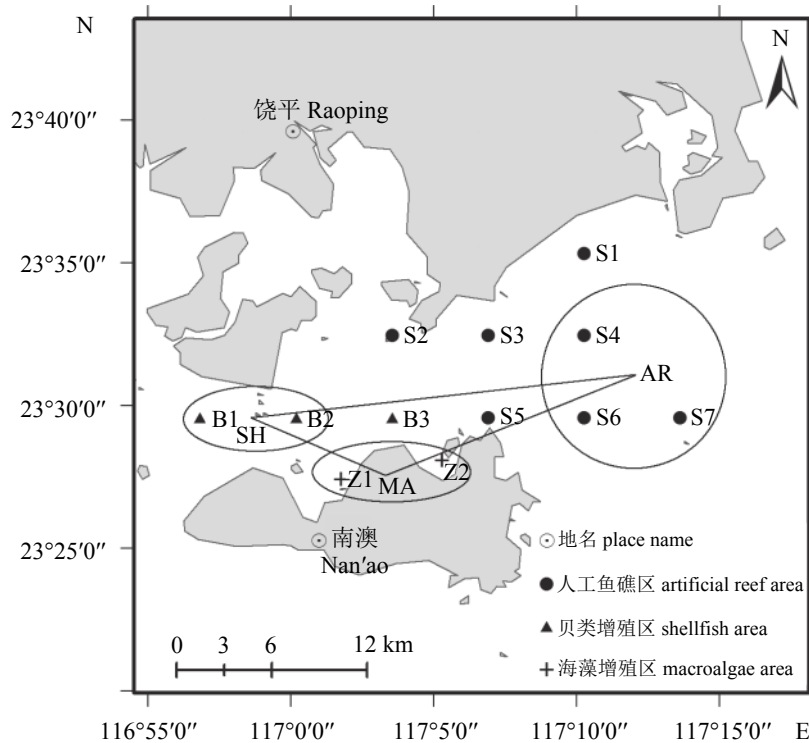 N
N
饶平 Raoping
23°40′0″
S1
23°35′0″
S2
S3
S4
AR
23°30′0″
B1
B2
B3
S5
S6
S7
SH
Z1
MA
Z2
南澳
Nan′ao
23°25′0″
地名 place name
人工鱼礁区 artificial reef area
贝类增殖区 shellfish area
海藻增殖区 macroalgae area
0 3 6 12 km
116°55′0″ 117°0′0″ 117°5′0″ 117°10′0″ 117°15′0″ E